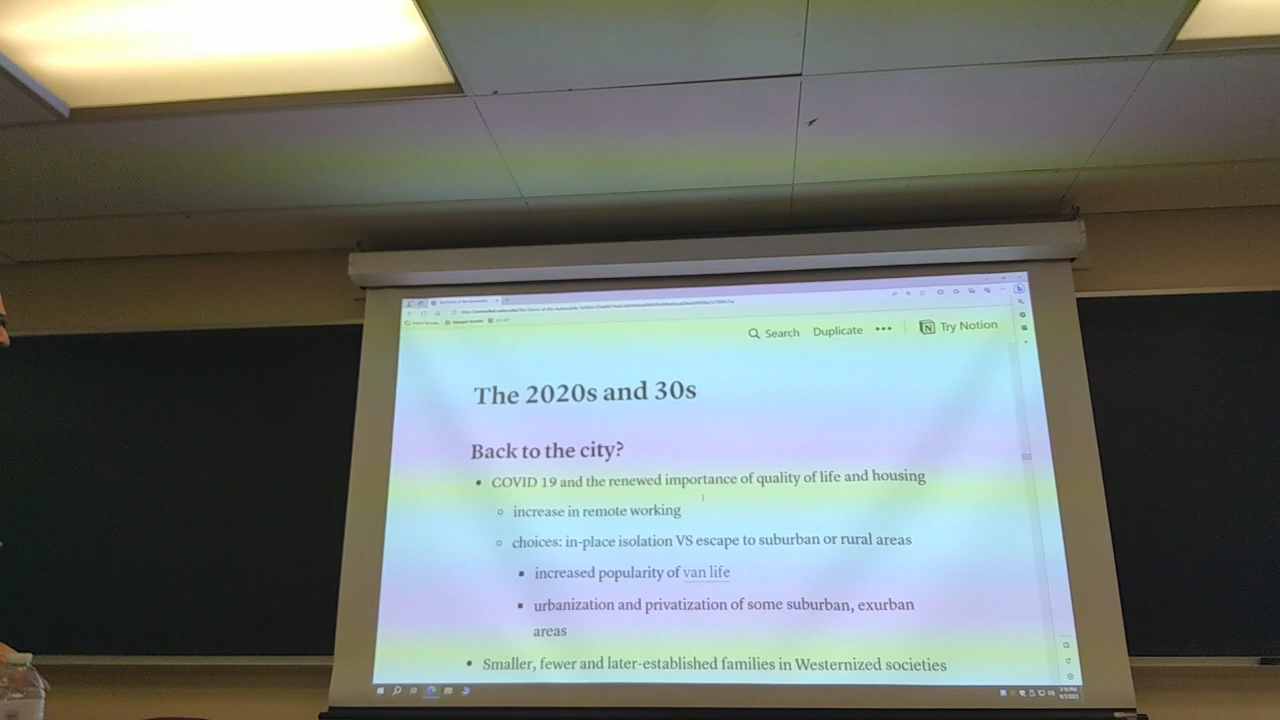 Search Duplicate ••• Try Notion
The 2020s and 30s
Back to the city?
• COVID 19 and the renewed importance of quality of life and housing
○ increase in remote working
○ choices: in-place isolation VS escape to suburban or rural areas
▪ increased popularity of van life
▪ urbanization and privatization of some suburban, exurban
areas
• Smaller, fewer and later-established families in Westernized societies